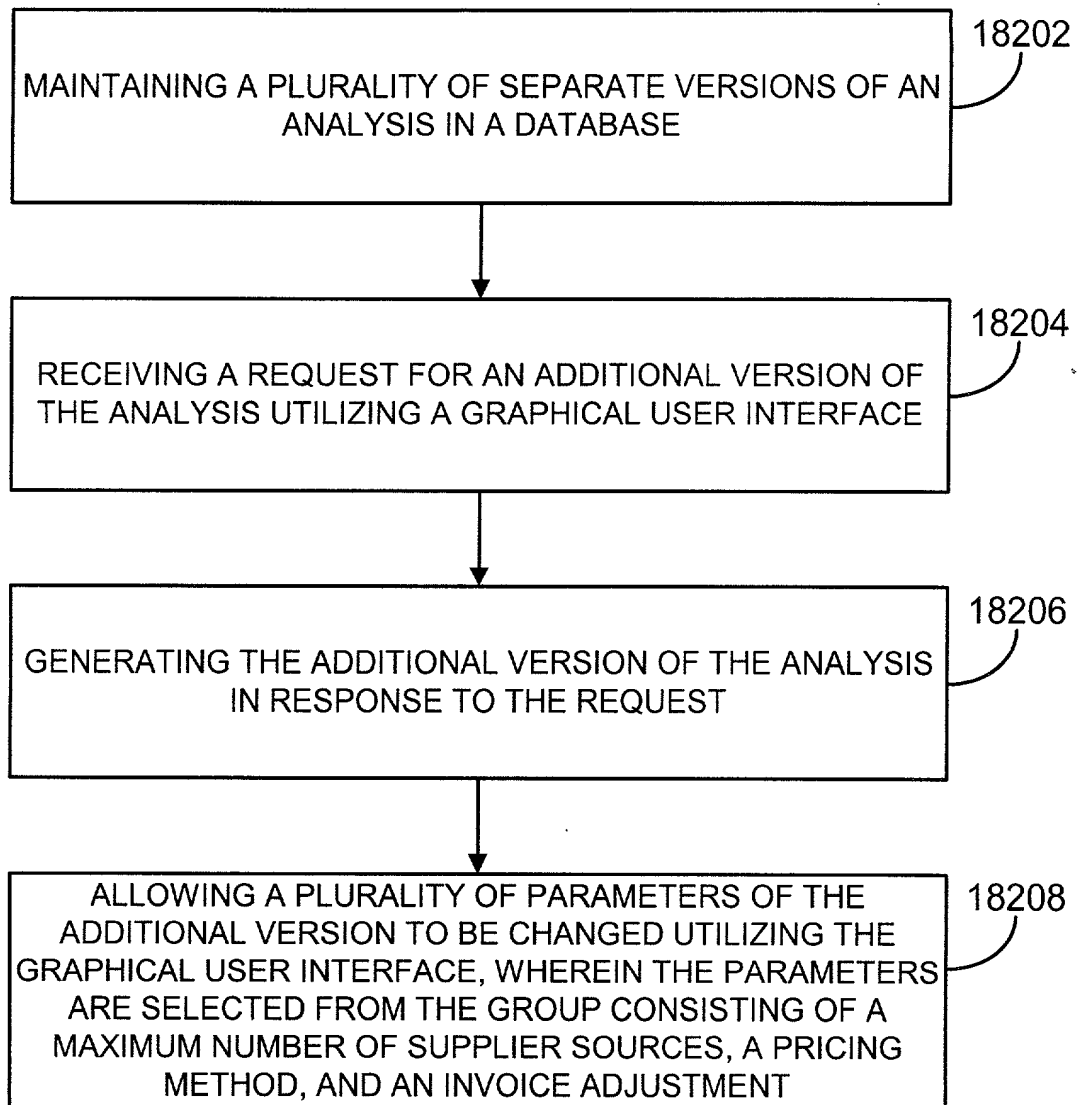 18202
MAINTAINING A PLURALITY OF SEPARATE VERSIONS OF AN
ANALYSIS IN A DATABASE
18204
RECEIVING A REQUEST FOR AN ADDITIONAL VERSION OF
THE ANALYSIS UTILIZING A GRAPHICAL USER INTERFACE
18206
GENERATING THE ADDITIONAL VERSION OF THE ANALYSIS
IN RESPONSE TO THE REQUEST
18208
ALLOWING A PLURALITY OF PARAMETERS OF THE
ADDITIONAL VERSION TO BE CHANGED UTILIZING THE
GRAPHICAL USER INTERFACE, WHEREIN THE PARAMETERS
ARE SELECTED FROM THE GROUP CONSISTING OF A
MAXIMUM NUMBER OF SUPPLIER SOURCES, A PRICING
METHOD, AND AN INVOICE ADJUSTMENT